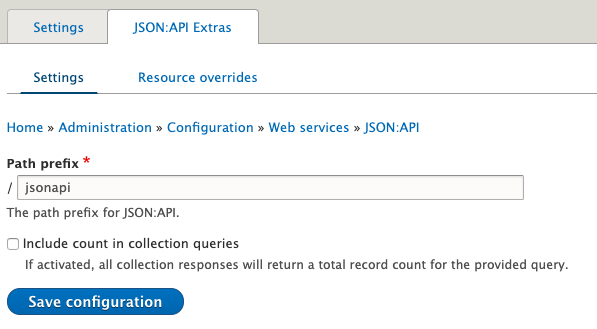 Settings JSON:API Extras
Settings Resource overrides
Home » Administration » Configuration » Web services » JSON:API
Path prefix *
/ jsonapi
The path prefix for JSON:API.
Include count in collection queries
If activated, all collection responses will return a total record count for the provided query.
Save configuration